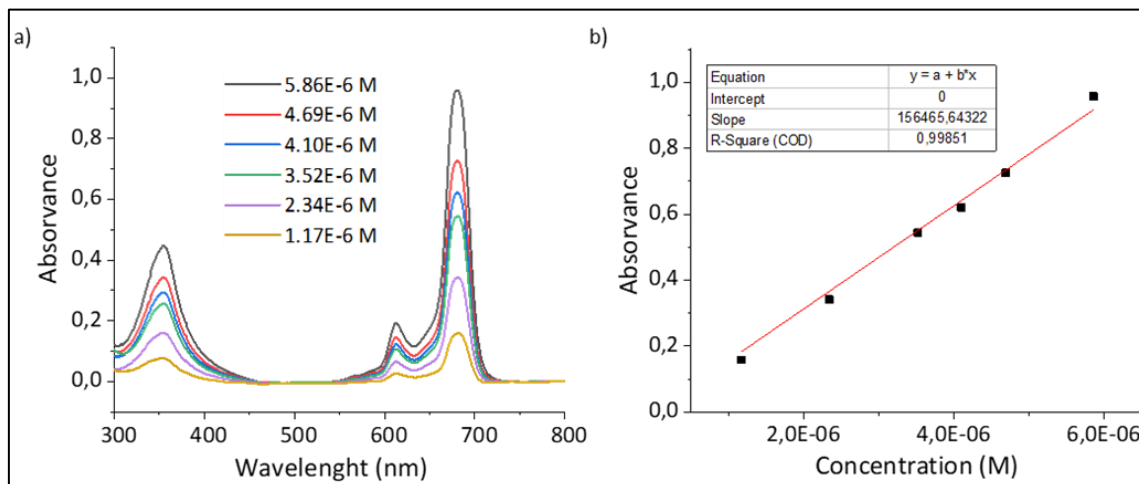 a)
Absorvance
1,0
0,8
0,6
0,4
0,2
0,0
5.86E-6 M
4.69E-6 M
4.10E-6 M
3.52E-6 M
2.34E-6 M
1.17E-6 M
300 400 500 600 700 800
Wavelenght (nm)
b)
Absorvance
1,0
0,8
0,6
0,4
0,2
0,0
Equation y = a + b*x
Intercept 0
Slope 156465,64322
R-Square (COD) 0,99851
2,0E-06 4,0E-06 6,0E-06
Concentration (M)